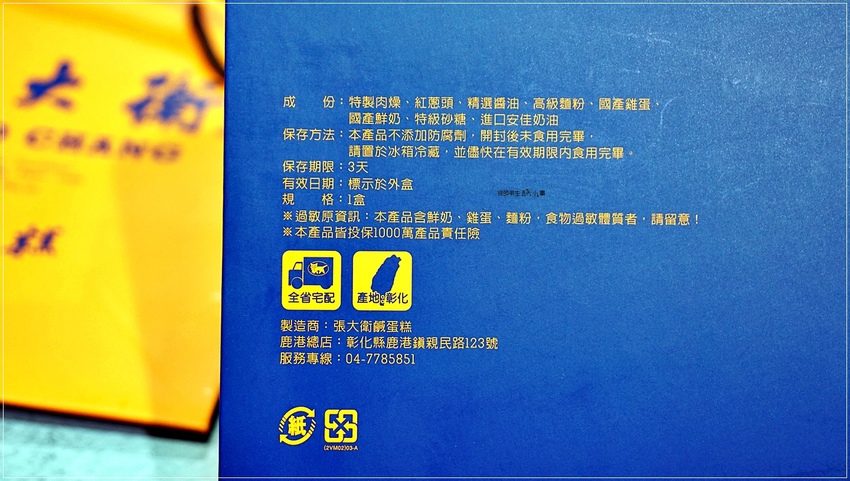 大衛
CHANG
糕
成　　份：特製肉燥、紅蔥頭、精選醬油、高級麵粉、國產雞蛋、
國產鮮奶、特級砂糖、進口安佳奶油
保存方法：本產品不添加防腐劑，開封後未食用完畢，
請置於冰箱冷藏，並儘快在有效期限內食用完畢。
保存期限：3天
有效日期：標示於外盒
規　　格：1盒
※過敏原資訊：本產品含鮮奶、雞蛋、麵粉，食物過敏體質者，請留意！
※本產品皆投保1000萬產品責任險
全省宅配
產地彰化
製造商：張大衛鹹蛋糕
鹿港總店：彰化縣鹿港鎮親民路123號
服務專線：04-7785851
紙
(2VM02)03-A